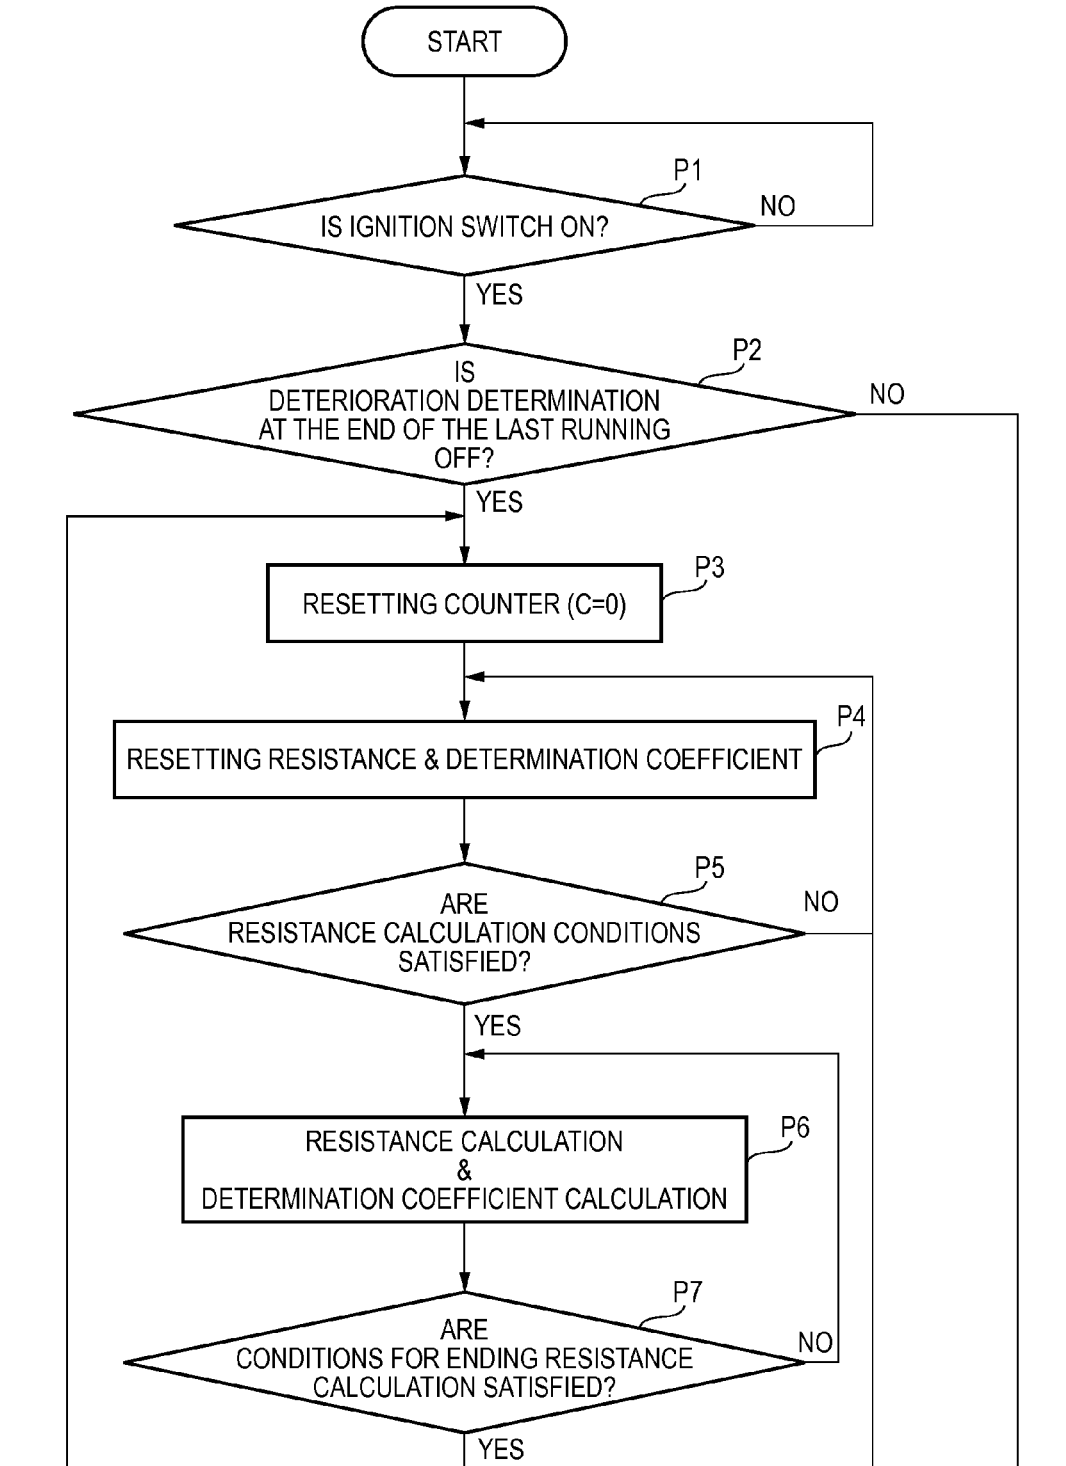 START
P1
IS IGNITION SWITCH ON?
NO
YES
P2
IS
DETERIORATION DETERMINATION
AT THE END OF THE LAST RUNNING
OFF?
NO
YES
P3
RESETTING COUNTER (C=0)
P4
RESETTING RESISTANCE & DETERMINATION COEFFICIENT
P5
ARE
RESISTANCE CALCULATION CONDITIONS
SATISFIED?
NO
YES
P6
RESISTANCE CALCULATION
&
DETERMINATION COEFFICIENT CALCULATION
P7
ARE
CONDITIONS FOR ENDING RESISTANCE
CALCULATION SATISFIED?
NO
YES